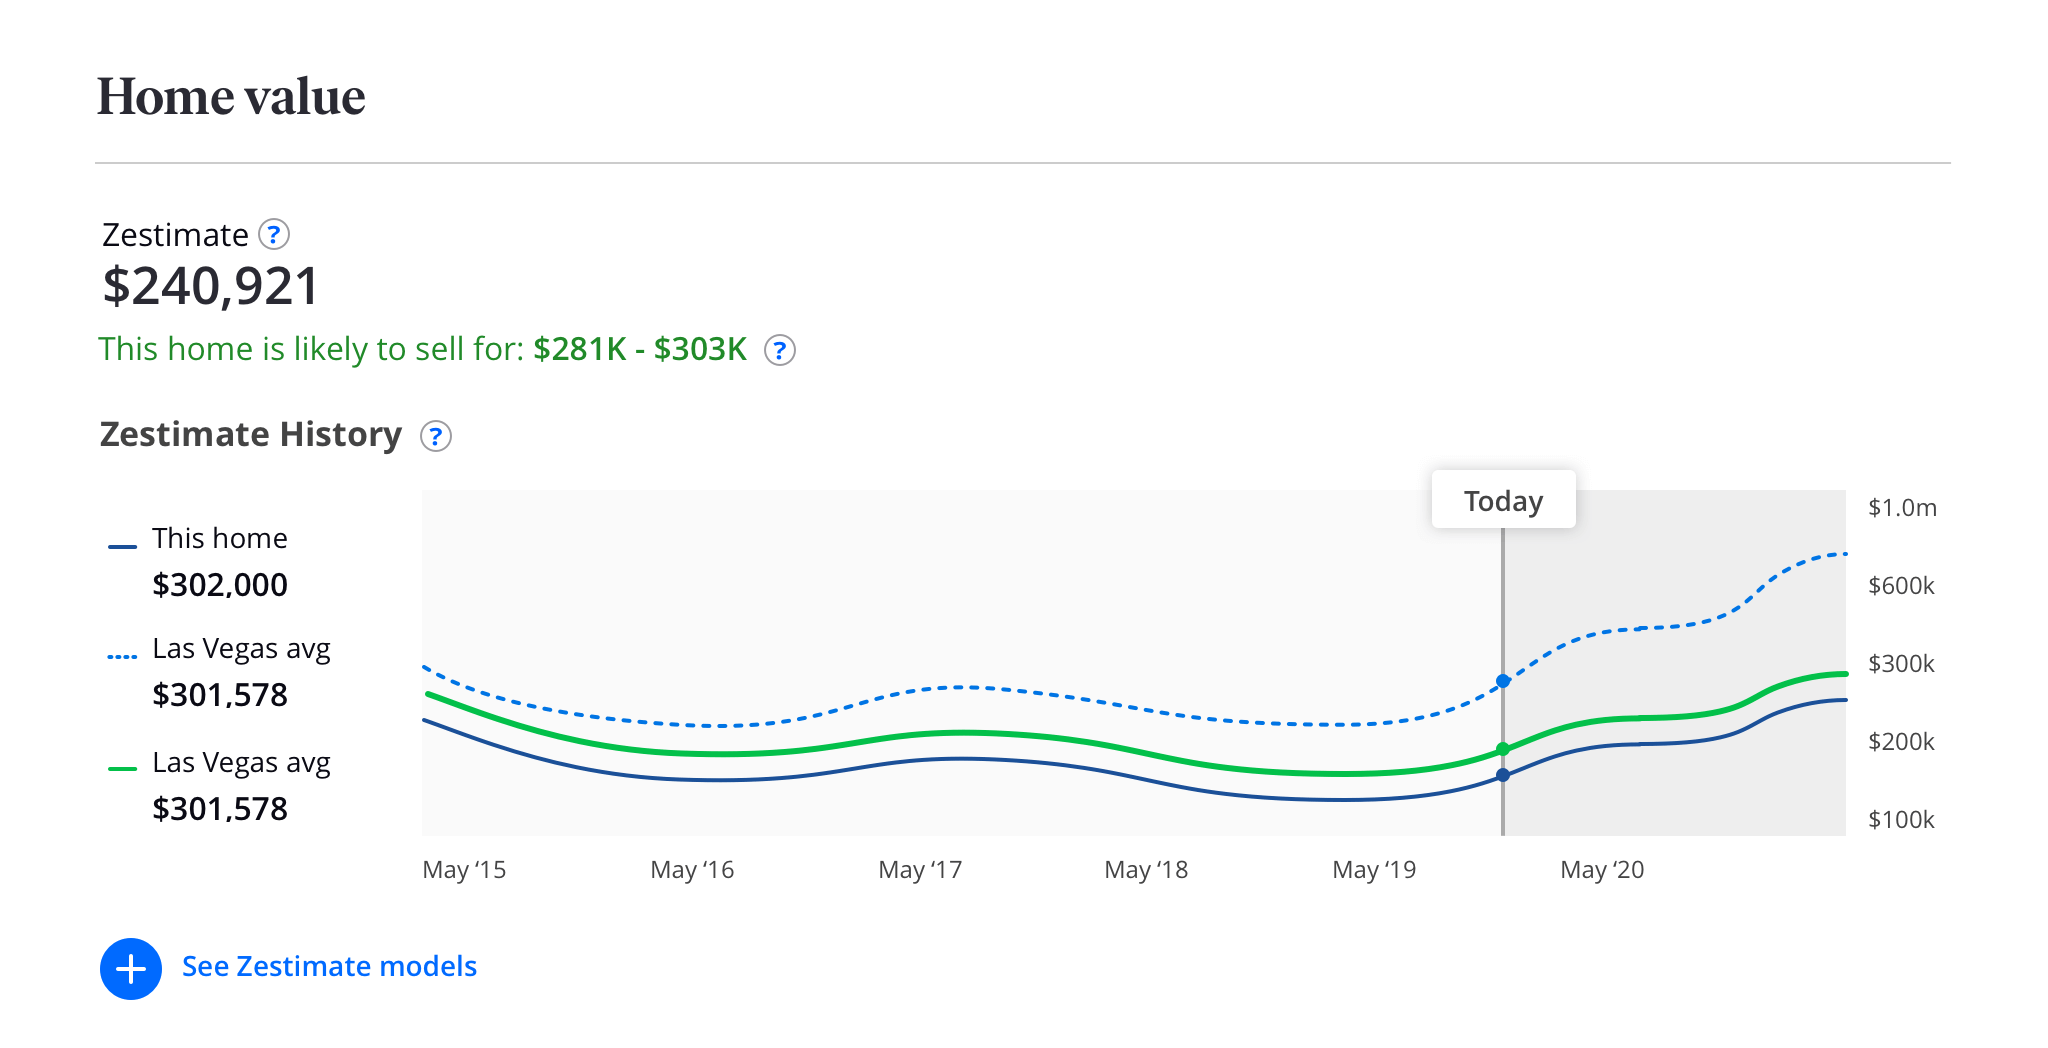 Home value
Zestimate ?
$240,921
This home is likely to sell for: $281K - $303K ?
Zestimate History ?
Today
This home
$302,000
Las Vegas avg
$301,578
Las Vegas avg
$301,578
$1.0m
$600k
$300k
$200k
$100k
May ‘15 May ‘16 May ‘17 May ‘18 May ‘19 May ‘20
See Zestimate models